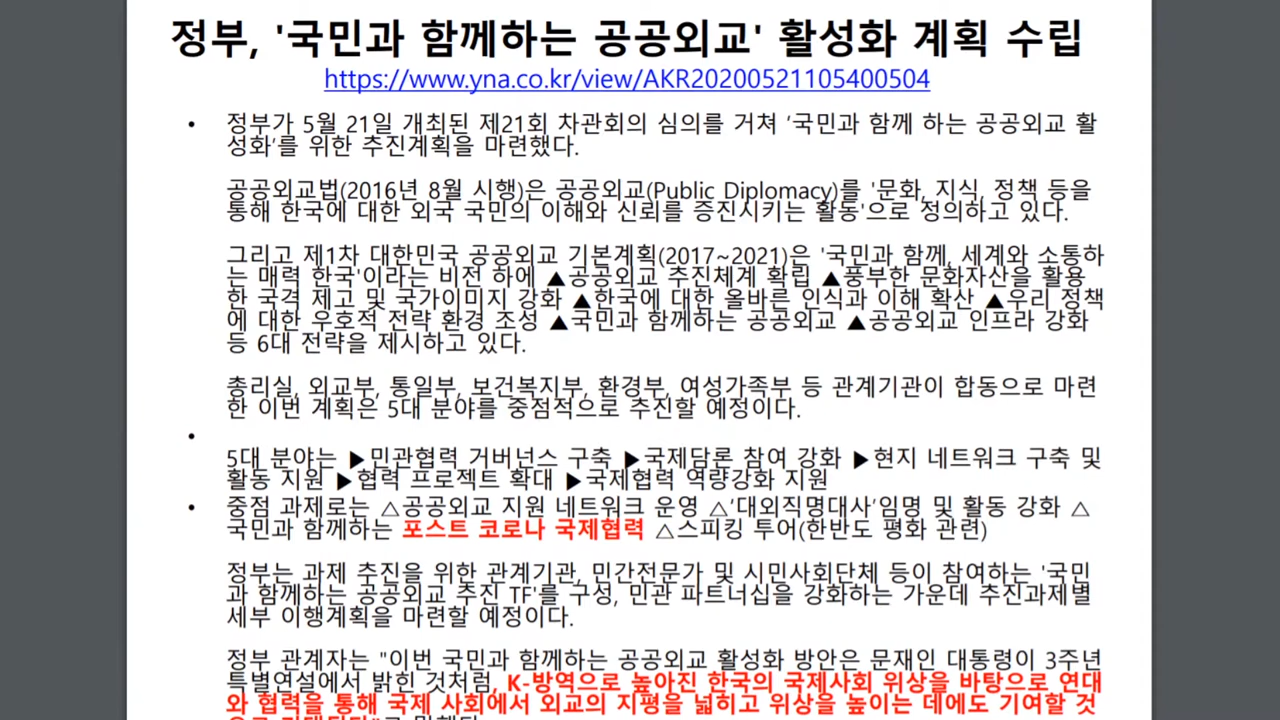 정부, '국민과 함께하는 공공외교' 활성화 계획 수립
https://www.yna.co.kr/view/AKR20200521105400504
• 정부가 5월 21일 개최된 제21회 차관회의 심의를 거쳐 '국민과 함께 하는 공공외교 활
성화'를 위한 추진계획을 마련했다.
공공외교법(2016년 8월 시행)은 공공외교(Public Diplomacy)를 '문화, 지식, 정책 등을
통해 한국에 대한 외국 국민의 이해와 신뢰를 증진시키는 활동'으로 정의하고 있다.
그리고 제1차 대한민국 공공외교 기본계획(2017~2021)은 '국민과 함께, 세계와 소통하
는 매력 한국'이라는 비전 하에 ▲공공외교 추진체계 확립 ▲풍부한 문화자산을 활용
한 국격 제고 및 국가이미지 강화 ▲한국에 대한 올바른 인식과 이해 확산 ▲우리 정책
에 대한 우호적 전략 환경 조성 ▲국민과 함께하는 공공외교 ▲공공외교 인프라 강화
등 6대 전략을 제시하고 있다.
총리실, 외교부, 통일부, 보건복지부, 환경부, 여성가족부 등 관계기관이 합동으로 마련
한 이번 계획은 5대 분야를 중점적으로 추진할 예정이다.
•
5대 분야는 ▶민관협력 거버넌스 구축 ▶국제담론 참여 강화 ▶현지 네트워크 구축 및
활동 지원 ▶협력 프로젝트 확대 ▶국제협력 역량강화 지원
• 중점 과제로는 △공공외교 지원 네트워크 운영 △'대외직명대사'임명 및 활동 강화 △
국민과 함께하는 포스트 코로나 국제협력 △스피킹 투어(한반도 평화 관련)
정부는 과제 추진을 위한 관계기관, 민간전문가 및 시민사회단체 등이 참여하는 '국민
과 함께하는 공공외교 추진 TF'를 구성, 민관 파트너십을 강화하는 가운데 추진과제별
세부 이행계획을 마련할 예정이다.
정부 관계자는 "이번 국민과 함께하는 공공외교 활성화 방안은 문재인 대통령이 3주년
특별연설에서 밝힌 것처럼, K-방역으로 높아진 한국의 국제사회 위상을 바탕으로 연대
와 협력을 통해 국제 사회에서 외교의 지평을 넓히고 위상을 높이는 데에도 기여할 것